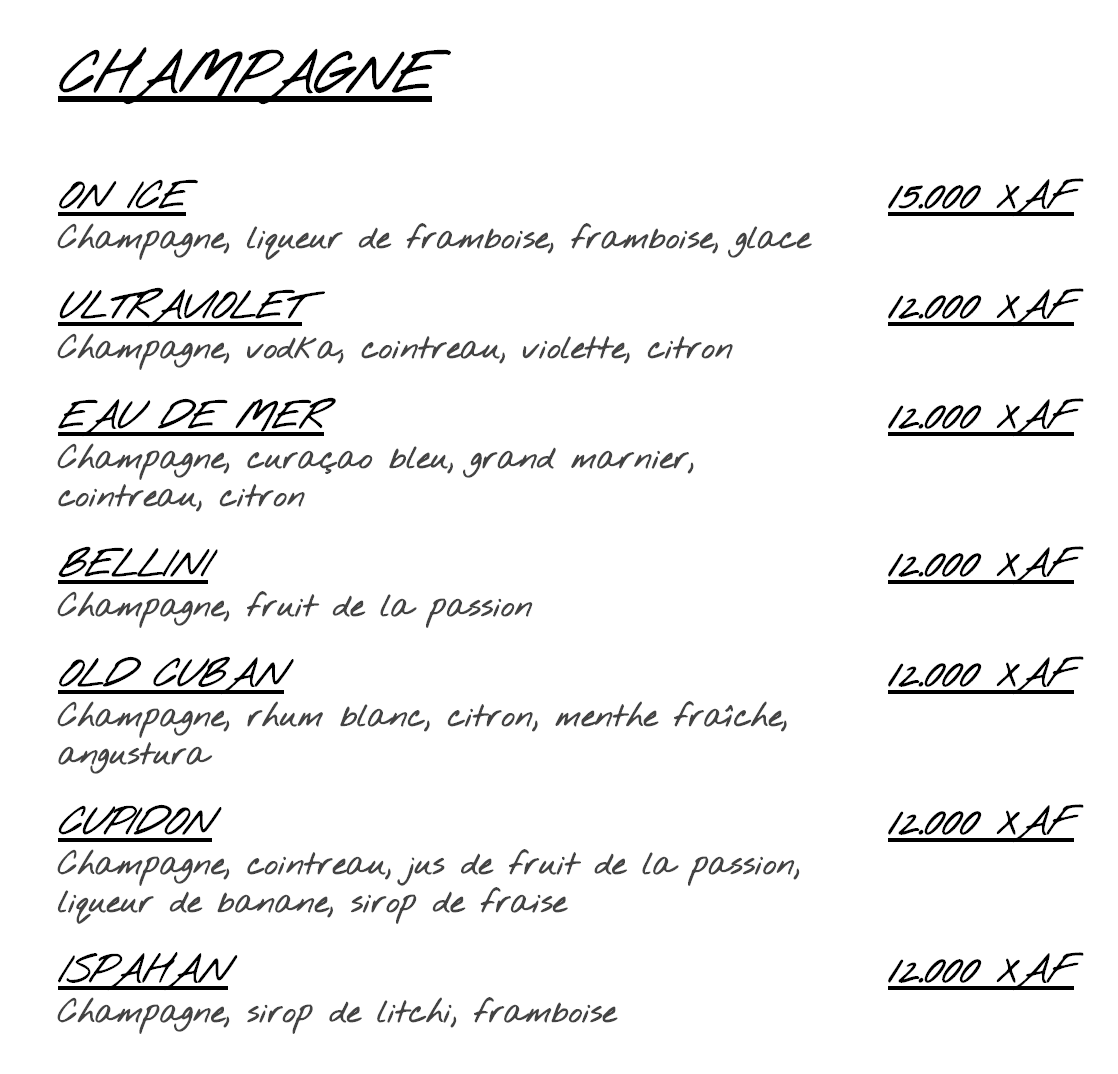 CHAMPAGNE
ON ICE 15.000 XAF
Champagne, liqueur de framboise, framboise, glace
ULTRAVIOLET 12.000 XAF
Champagne, vodka, cointreau, violette, citron
EAU DE MER 12.000 XAF
Champagne, curaçao bleu, grand marnier,
cointreau, citron
BELLINI 12.000 XAF
Champagne, fruit de la passion
OLD CUBAN 12.000 XAF
Champagne, rhum blanc, citron, menthe fraîche,
angustura
CUPIDON 12.000 XAF
Champagne, cointreau, jus de fruit de la passion,
liqueur de banane, sirop de fraise
ISPAHAN 12.000 XAF
Champagne, sirop de litchi, framboise